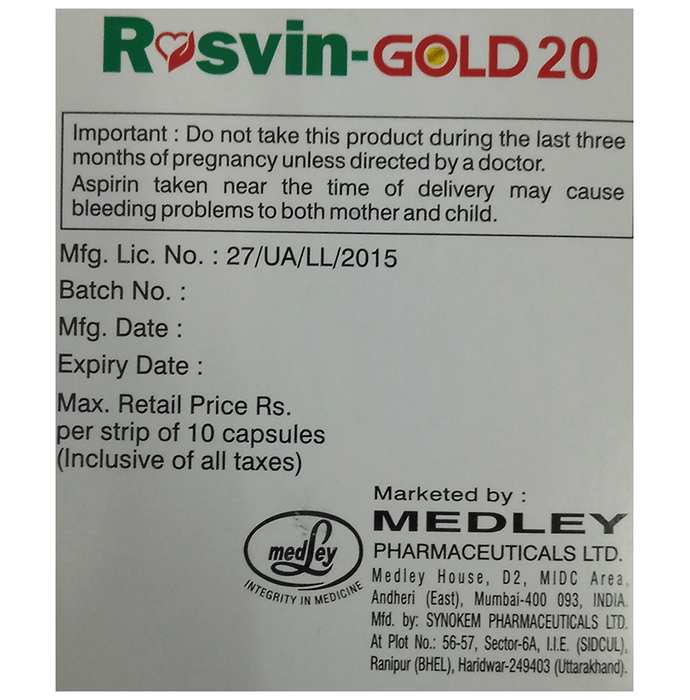 Rosvin-GOLD 20
Important : Do not take this product during the last three
months of pregnancy unless directed by a doctor.
Aspirin taken near the time of delivery may cause
bleeding problems to both mother and child.
Mfg. Lic. No. : 27/UA/LL/2015
Batch No. :
Mfg. Date :
Expiry Date :
Max. Retail Price Rs.
per strip of 10 capsules
(Inclusive of all taxes)
Marketed by :
MEDLEY
PHARMACEUTICALS LTD.
Medley House, D2, MIDC Area,
Andheri (East), Mumbai-400 093, INDIA.
Mfd. by: SYNOKEM PHARMACEUTICALS LTD.
At Plot No.: 56-57, Sector-6A, I.I.E. (SIDCUL),
Ranipur (BHEL), Haridwar-249403 (Uttarakhand).
medley
INTEGRITY IN MEDICINE